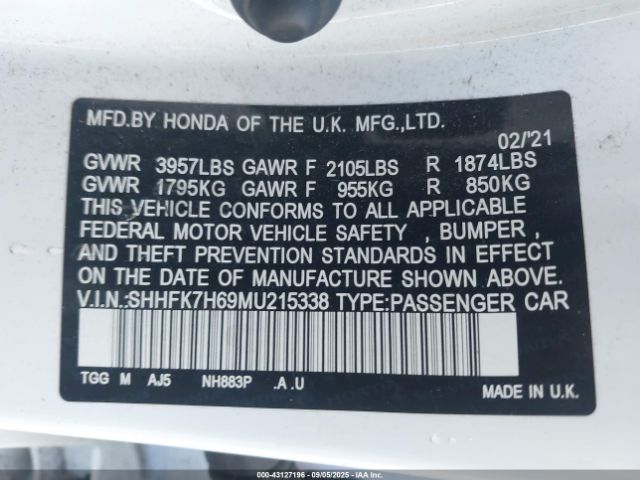 MFD.BY HONDA OF THE U.K. MFG.,LTD.
02/'21
GVWR 3957LBS GAWR F 2105LBS R 1874LBS
GVWR 1795KG GAWR F 955KG R 850KG
THIS VEHICLE CONFORMS TO ALL APPLICABLE
FEDERAL MOTOR VEHICLE SAFETY , BUMPER ,
AND THEFT PREVENTION STANDARDS IN EFFECT
ON THE DATE OF MANUFACTURE SHOWN ABOVE.
V.I.N.:SHHFK7H69MU215338 TYPE:PASSENGER CAR
TGG M AJ5 NH883P .A .U
MADE IN U.K.
000-43127196 - 09/05/2025 - COPYRIGHT IAA, LLC